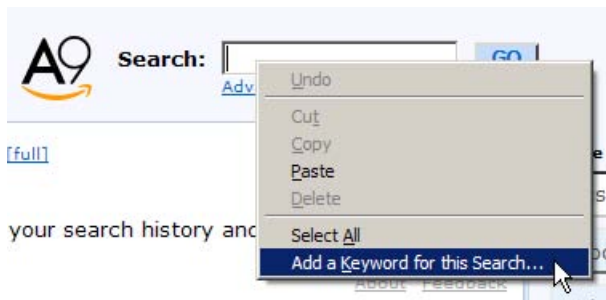 A9 Search: GO
Adv
Undo
Cut
Copy
[full]
Paste
Delete
your search history and
Select All
Add a Keyword for this Search...
About Feedback